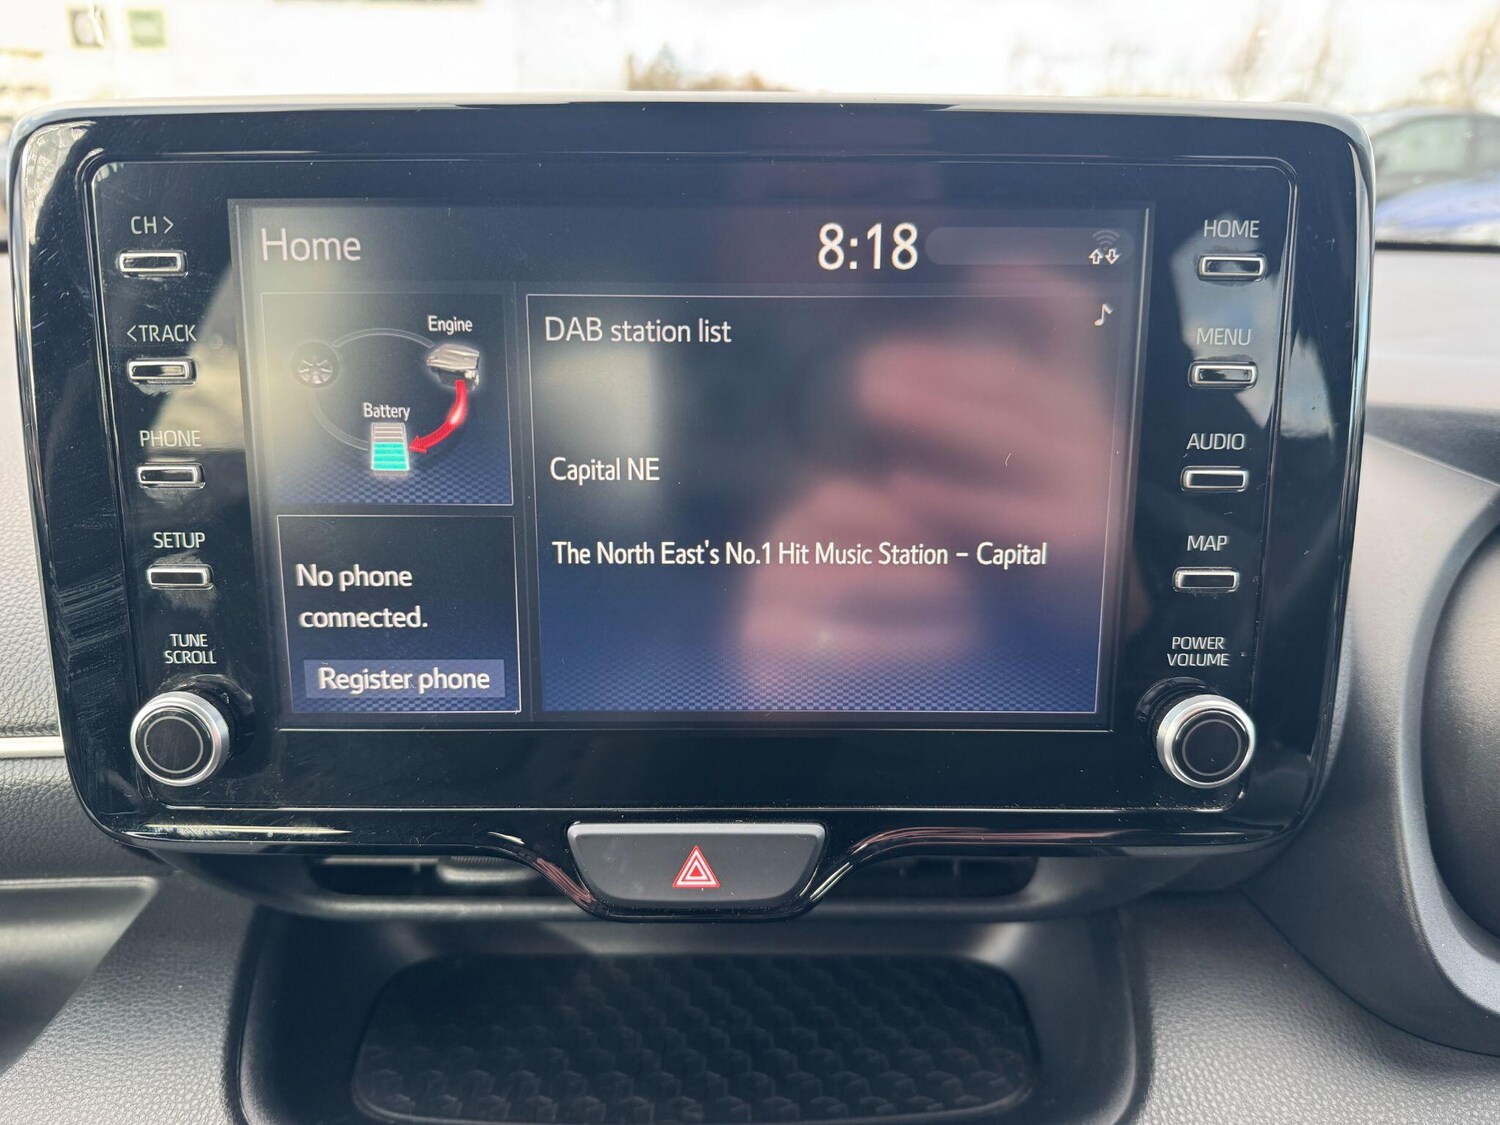 CH >
<TRACK
PHONE
SETUP
TUNE
SCROLL
Home
8:18
Engine
Battery
No phone
connected.
Register phone
DAB station list
Capital NE
The North East's No.1 Hit Music Station – Capital
HOME
MENU
AUDIO
MAP
POWER
VOLUME